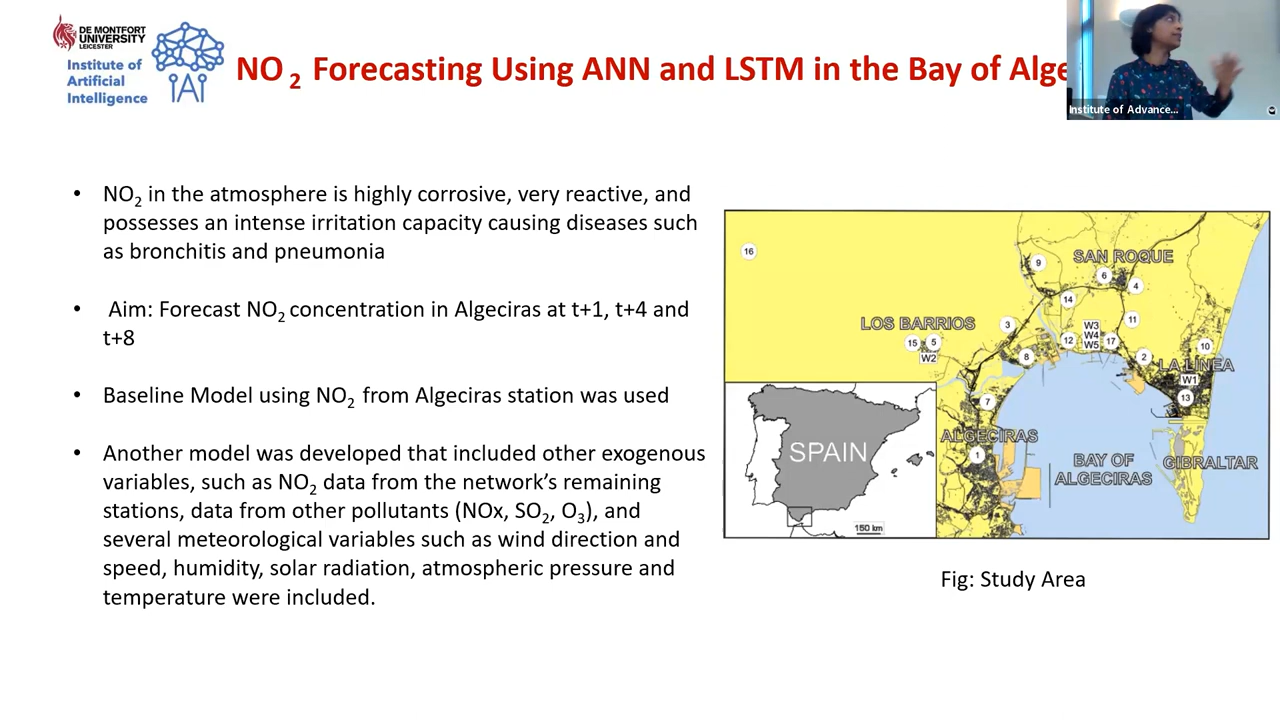 DE MONTFORT
UNIVERSITY
LEICESTER
Institute of
Artificial
Intelligence
IAI
NO2 Forecasting Using ANN and LSTM in the Bay of Alge
Institute of Advance...
• NO2 in the atmosphere is highly corrosive, very reactive, and
possesses an intense irritation capacity causing diseases such
as bronchitis and pneumonia
• Aim: Forecast NO2 concentration in Algeciras at t+1, t+4 and
t+8
• Baseline Model using NO2 from Algeciras station was used
• Another model was developed that included other exogenous
variables, such as NO2 data from the network's remaining
stations, data from other pollutants (NOx, SO2, O3), and
several meteorological variables such as wind direction and
speed, humidity, solar radiation, atmospheric pressure and
temperature were included.
16
9
SAN ROQUE
6
4
14
11
LOS BARRIOS
3
W3
W4
W5
15
5
W2
12
17
10
8
2
LA LÍNEA
W1
7
13
ALGECIRAS
1
SPAIN
BAY OF
ALGECIRAS
GIBRALTAR
150 km
Fig: Study Area